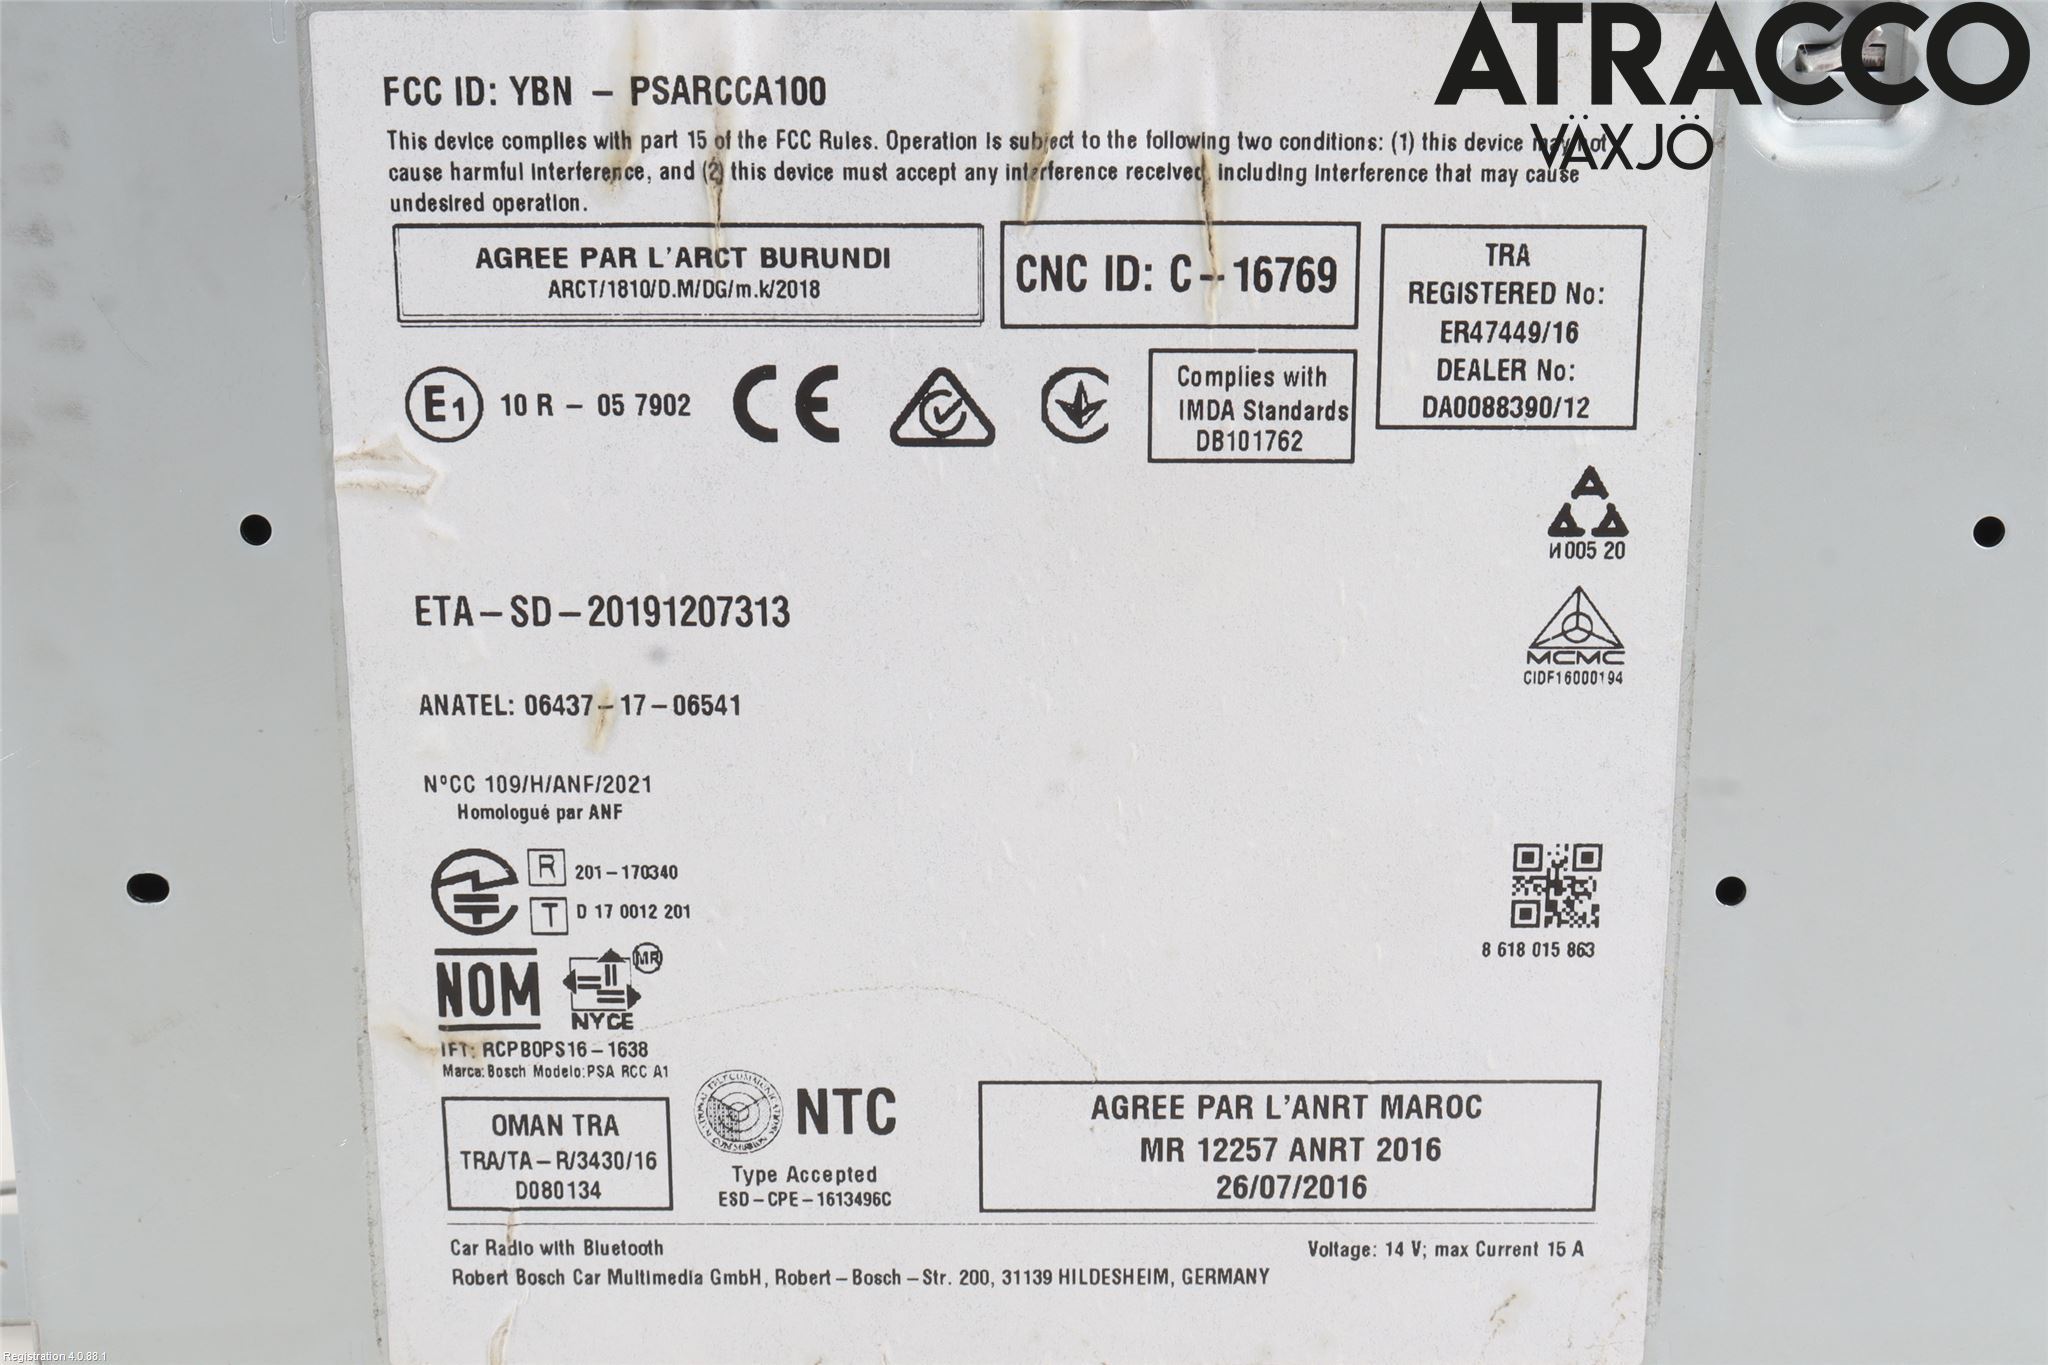 ATRACCO
VÄXJÖ
FCC ID: YBN – PSARCCA100
This device complies with part 15 of the FCC Rules. Operation is subject to the following two conditions: (1) this device may not
cause harmful interference, and (2) this device must accept any interference received, including interference that may cause
undesired operation.
AGREE PAR L'ARCT BURUNDI
ARCT/1810/D.M/DG/m.k/2018
CNC ID: C–16769
TRA
REGISTERED No:
ER47449/16
DEALER No:
DA0088390/12
E1 10 R – 05 7902
CE
Complies with
IMDA Standards
DB101762
И005 20
ETA–SD–20191207313
MCMC
CIDF16000194
ANATEL: 06437–17–06541
N°CC 109/H/ANF/2021
Homologué par ANF
R 201–170340
T D 17 0012 201
8 618 015 863
NOM
MR
NYCE
IFT: RCPBOPS16–1638
Marca:Bosch Modelo:PSA RCC A1
OMAN TRA
TRA/TA–R/3430/16
D080134
NTC
Type Accepted
ESD–CPE–1613496C
AGREE PAR L'ANRT MAROC
MR 12257 ANRT 2016
26/07/2016
Car Radio with Bluetooth
Voltage: 14 V; max Current 15 A
Robert Bosch Car Multimedia GmbH, Robert–Bosch–Str. 200, 31139 HILDESHEIM, GERMANY
Registration 4.0.88.1